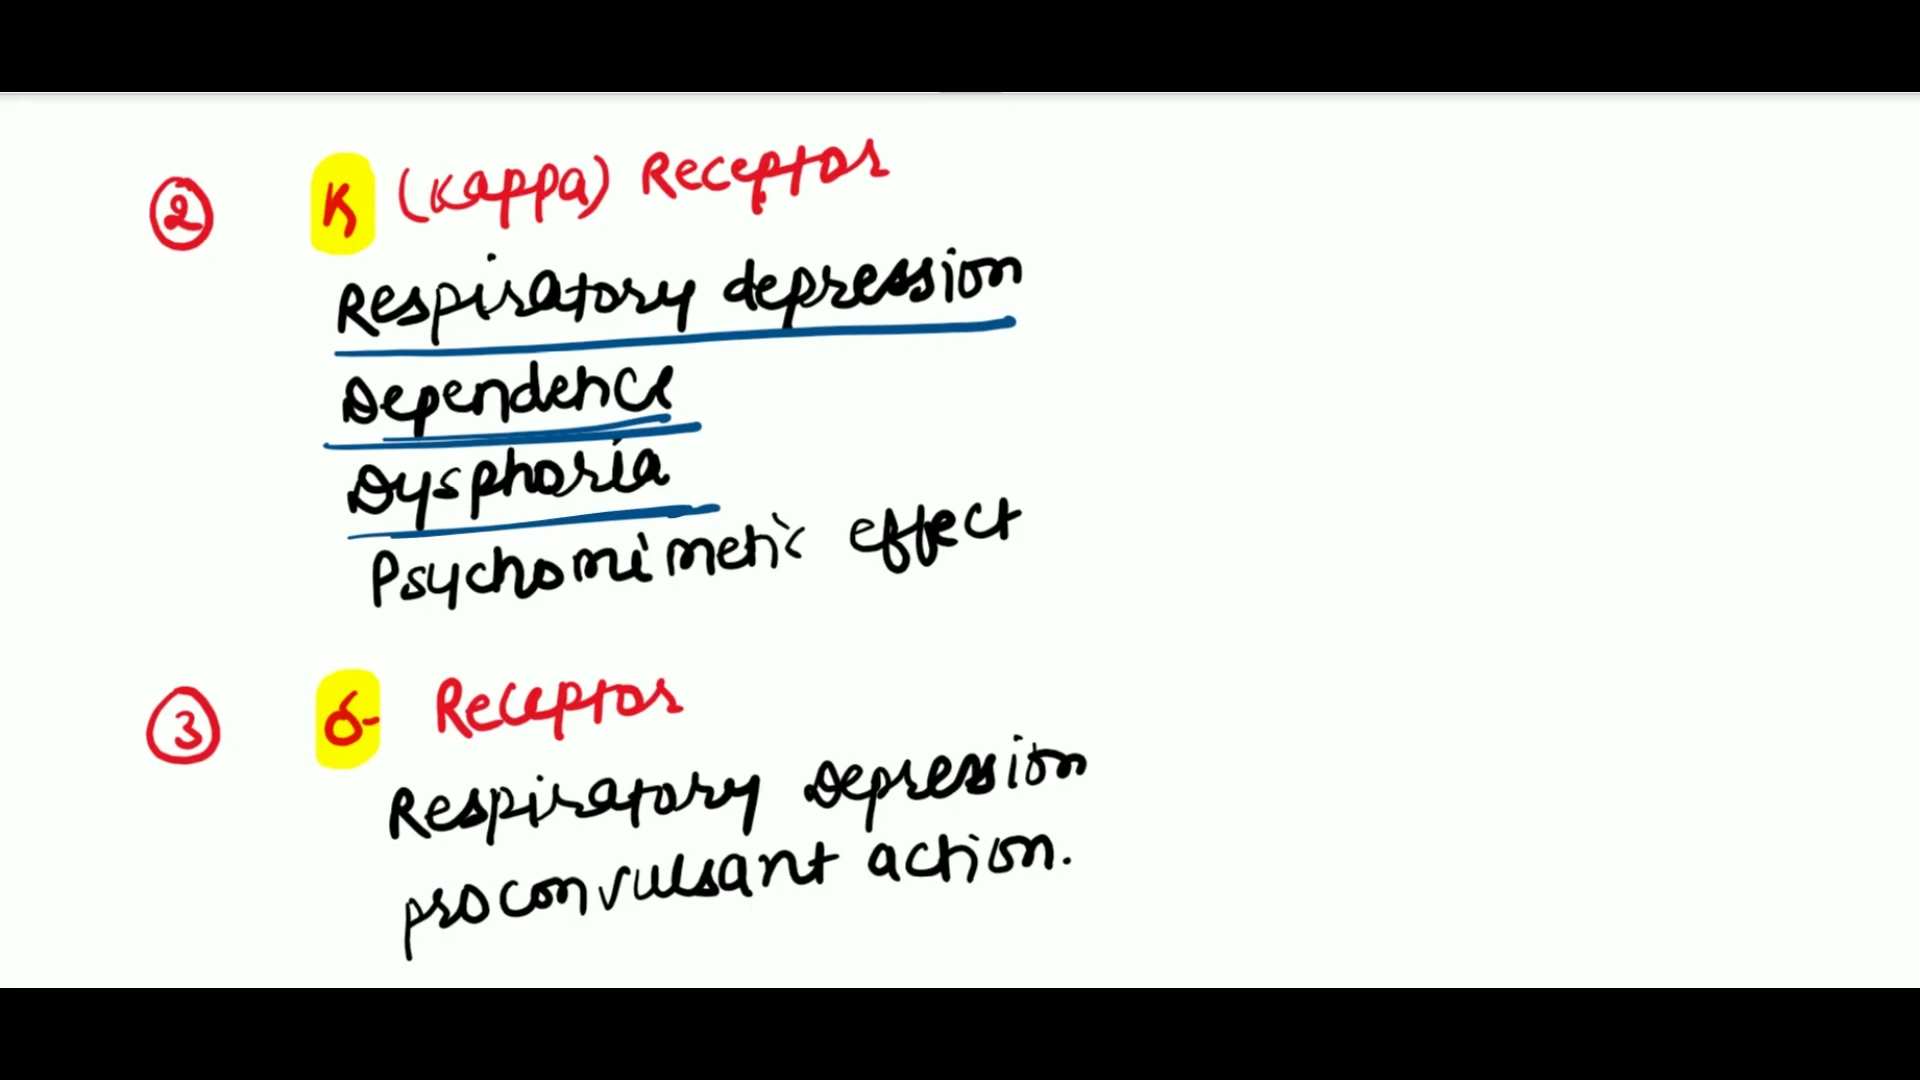 ② K (Kappa) Receptor
Respiratory depression
Dependence
Dysphoria
Psychomimetic effect
③ δ- Receptor
Respiratory Depression
proconvulsant action.